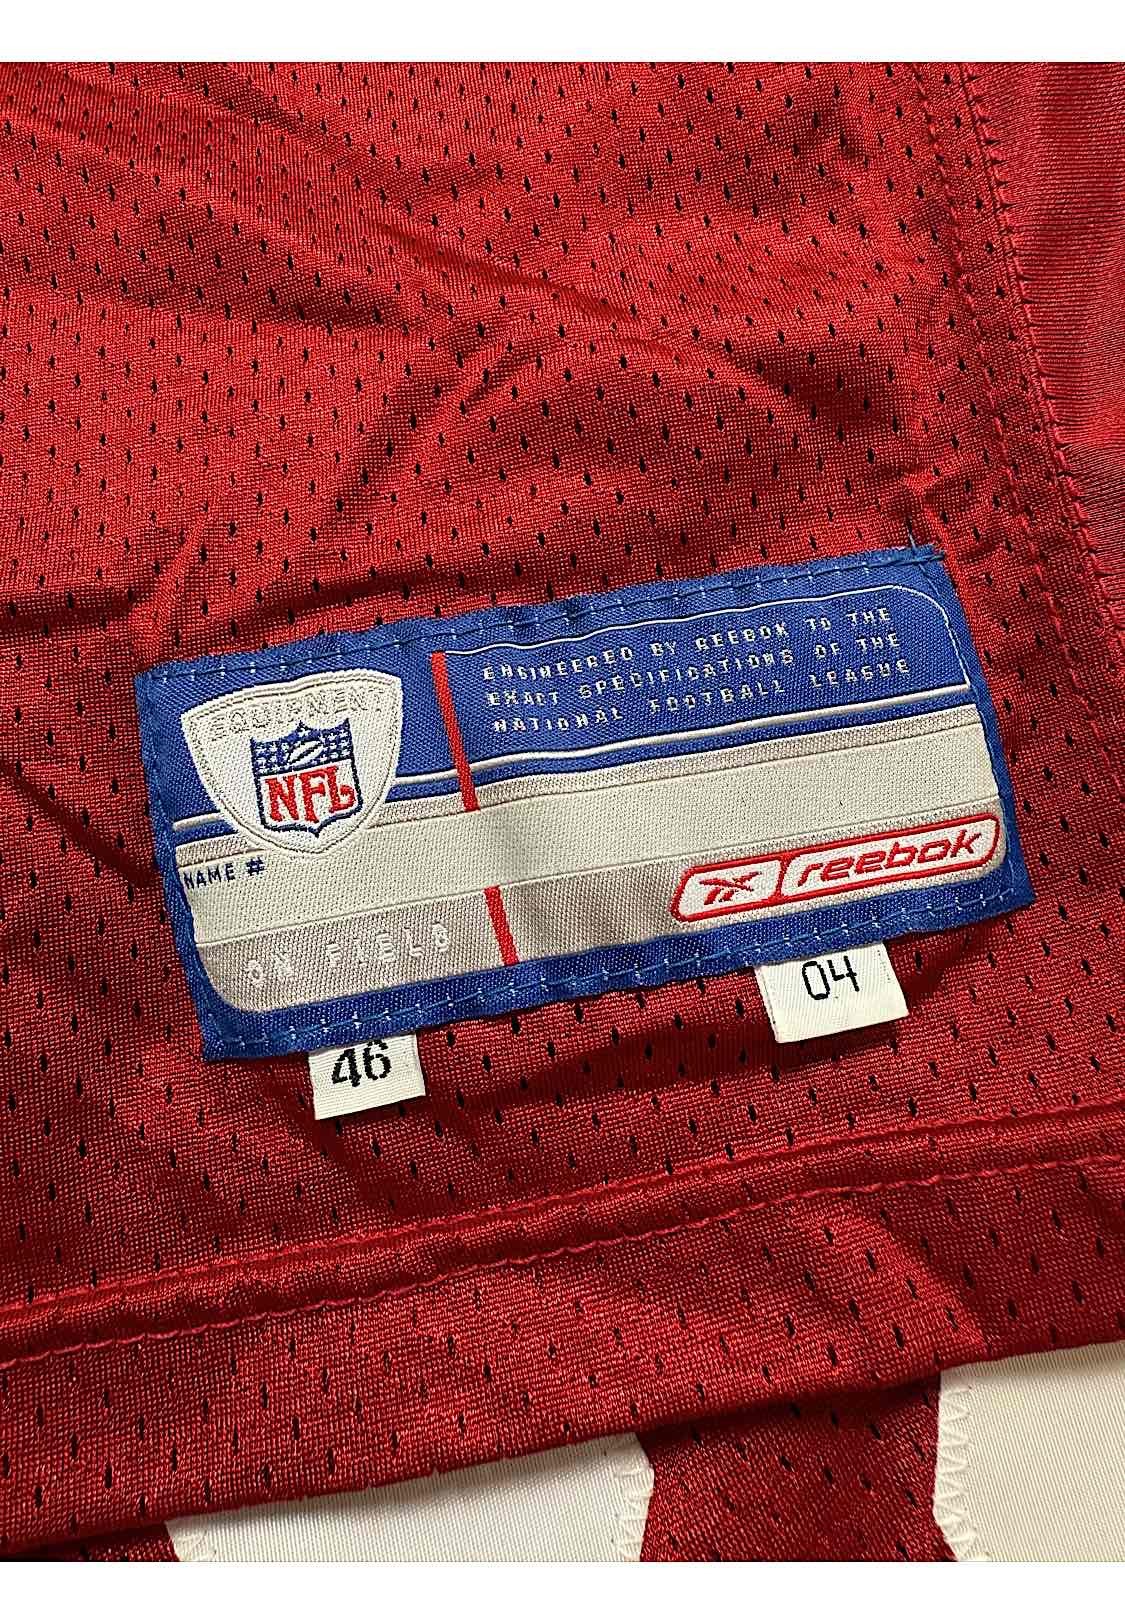 ENGINEERED BY REEBOK TO THE
EXACT SPECIFICATIONS OF THE
NATIONAL FOOTBALL LEAGUE
EQUIPMENT
NFL
NAME #
reebok
ON FIELD
46
04